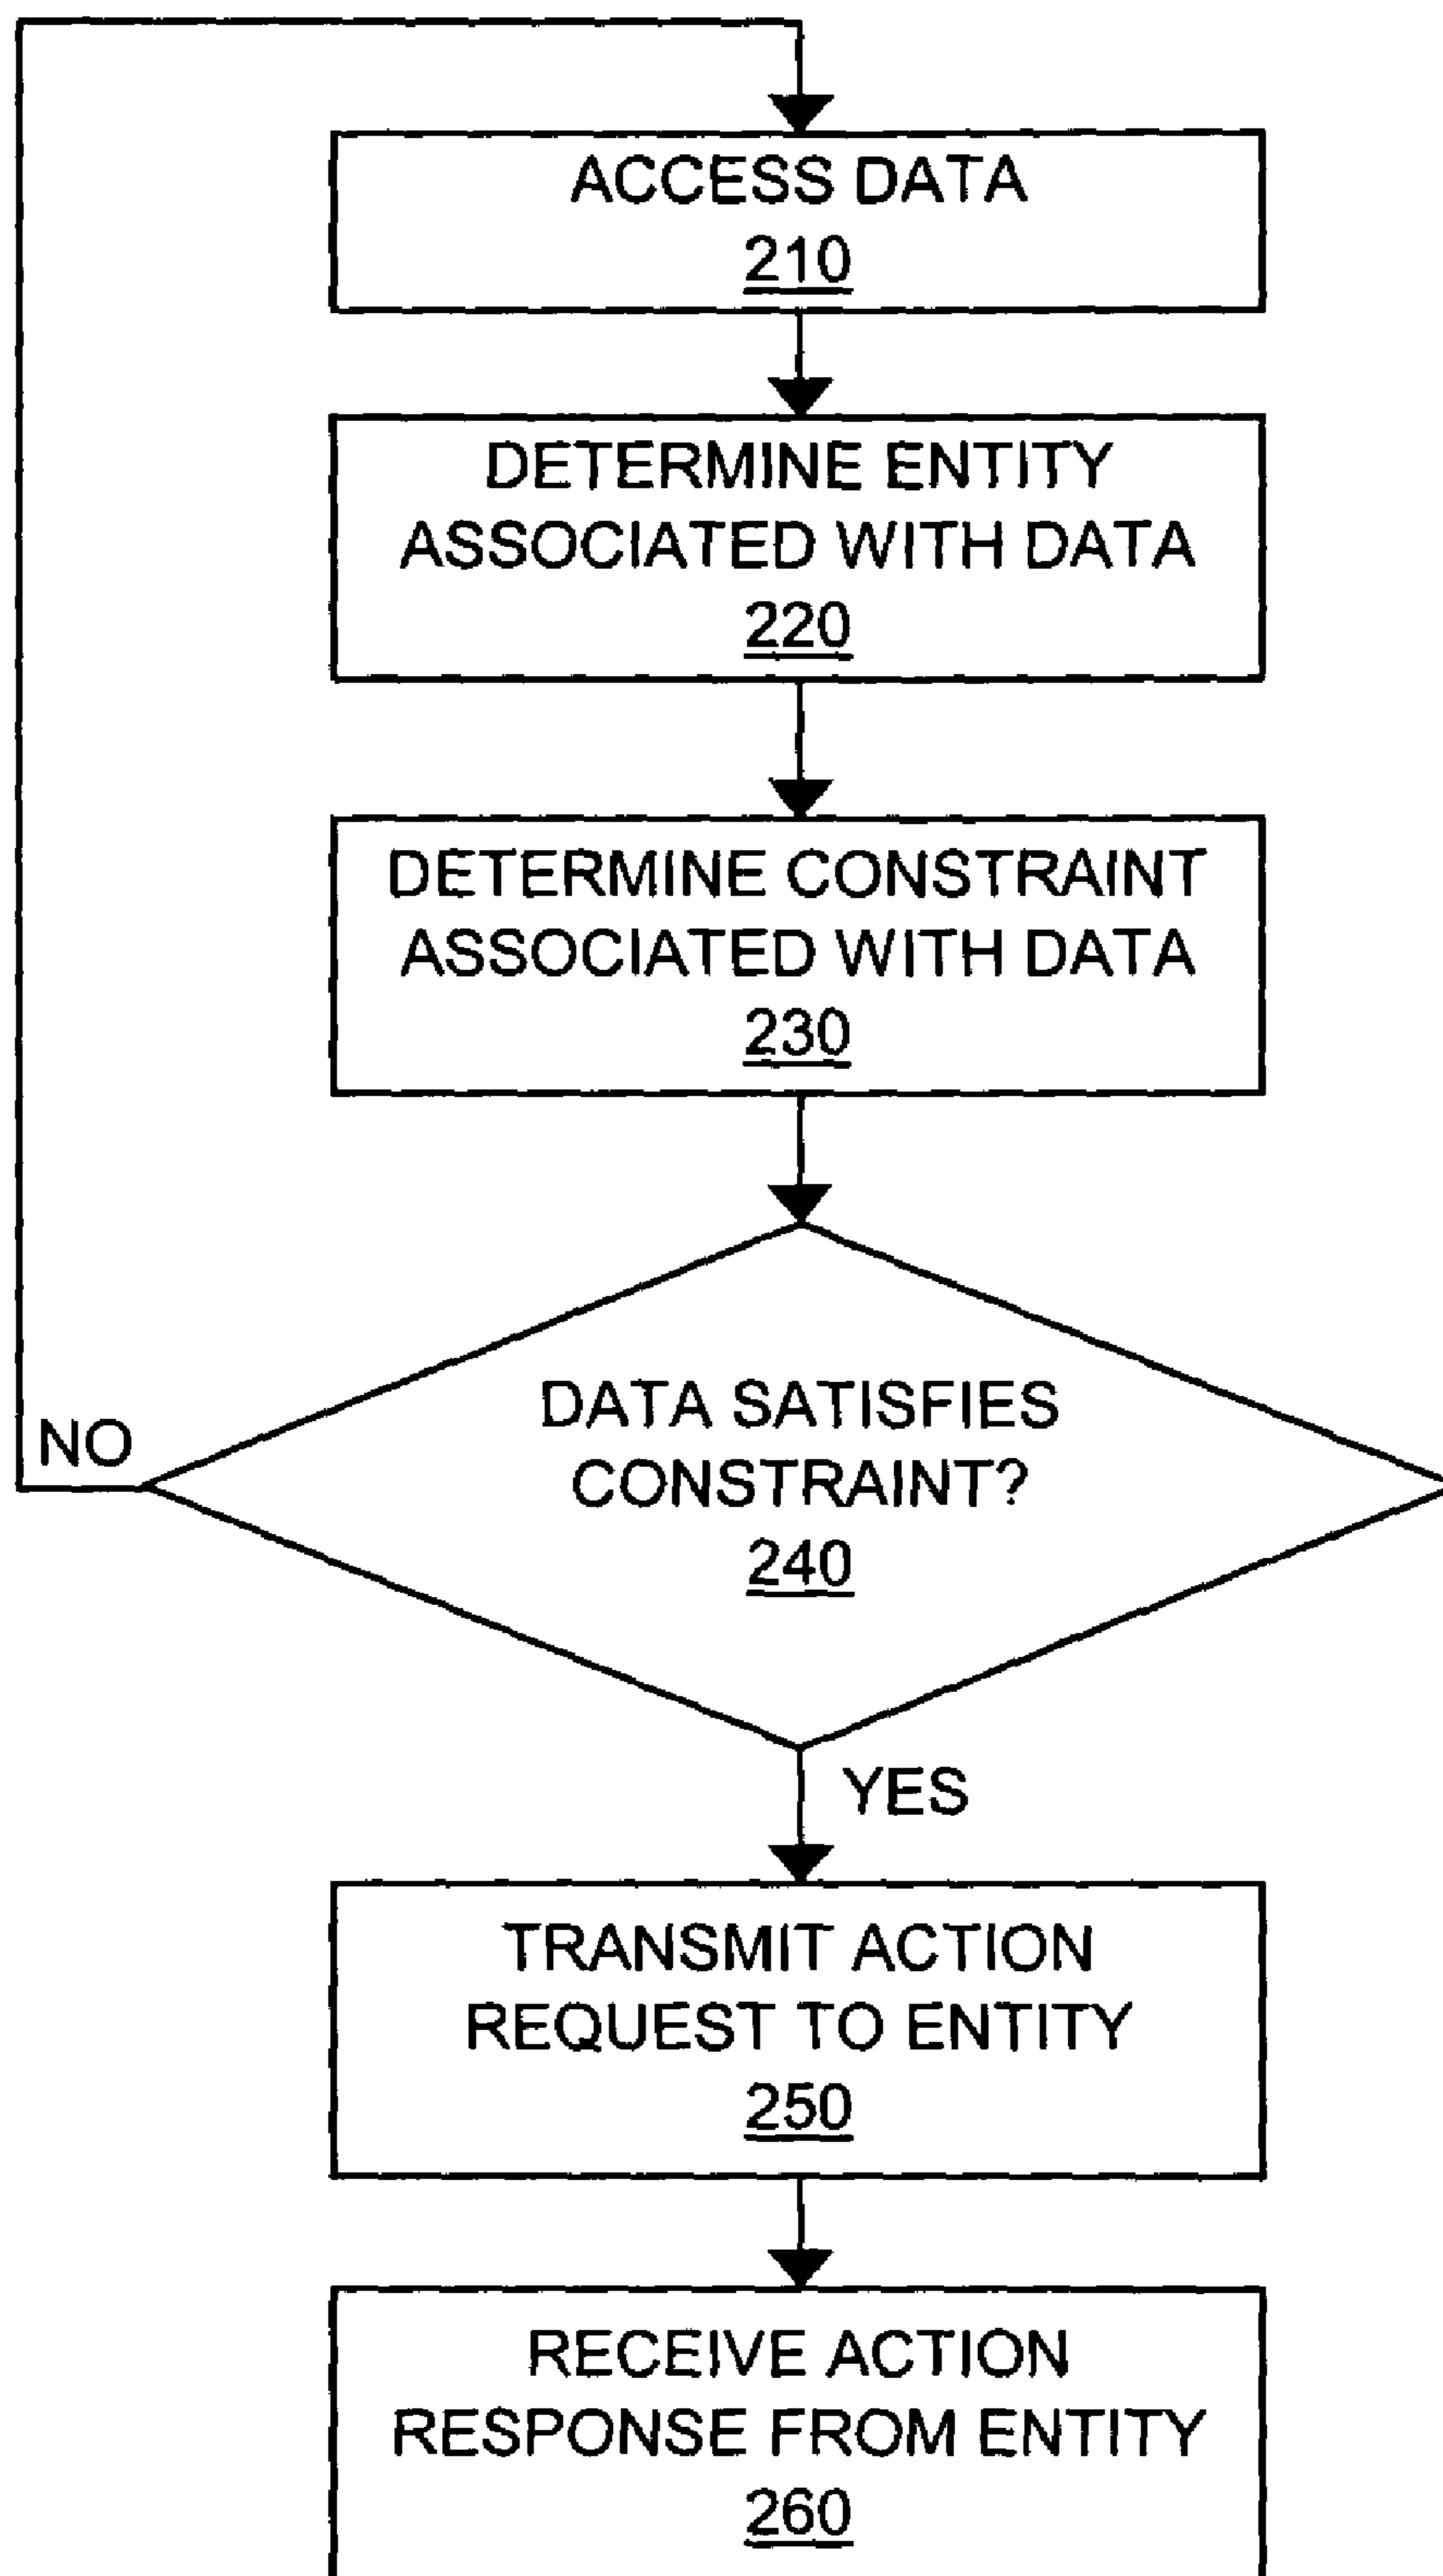 ACCESS DATA
210
DETERMINE ENTITY
ASSOCIATED WITH DATA
220
DETERMINE CONSTRAINT
ASSOCIATED WITH DATA
230
DATA SATISFIES
CONSTRAINT?
240
NO
YES
TRANSMIT ACTION
REQUEST TO ENTITY
250
RECEIVE ACTION
RESPONSE FROM ENTITY
260